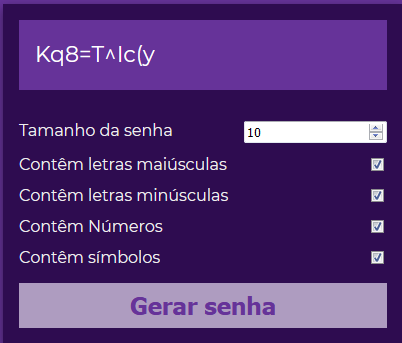 Kq8=T^Ic(y
Tamanho da senha 10
Contêm letras maiúsculas
Contêm letras minúsculas
Contêm Números
Contêm símbolos
Gerar senha